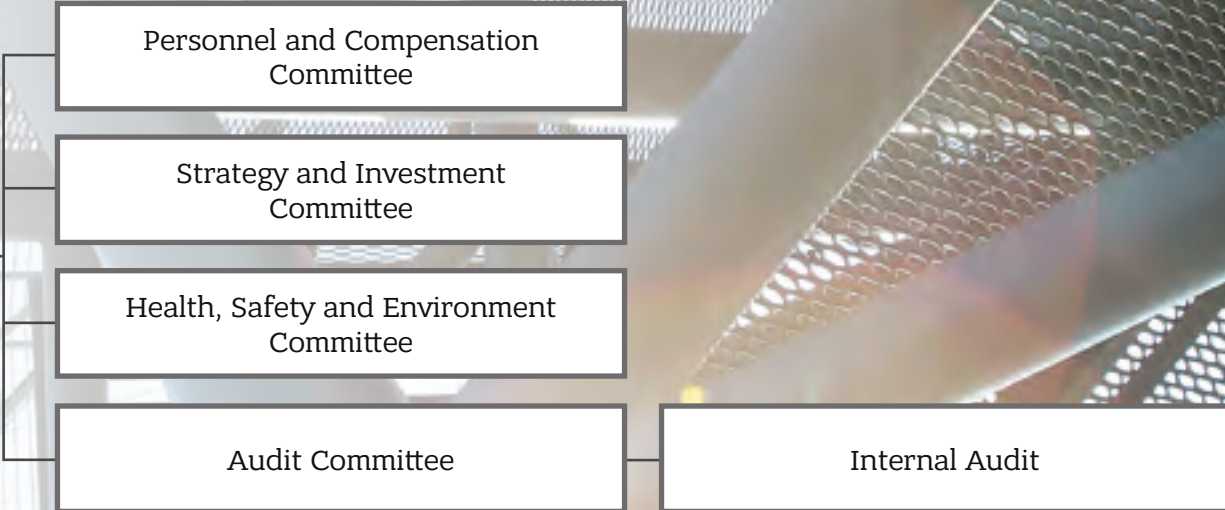 Personnel and Compensation
Committee
Strategy and Investment
Committee
Health, Safety and Environment
Committee
Audit Committee
Internal Audit